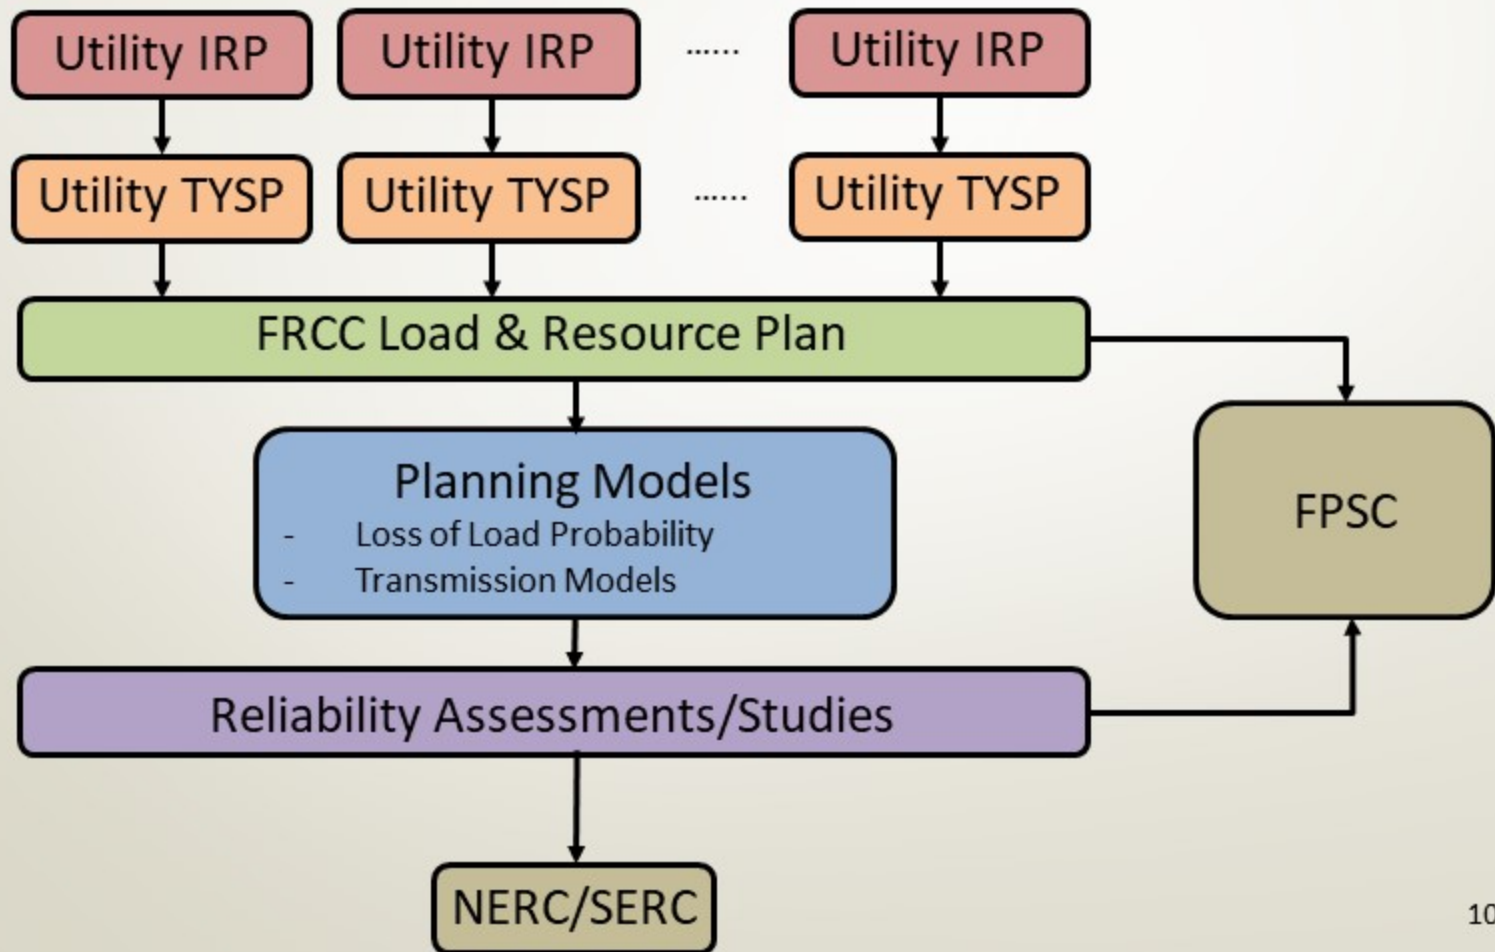 Utility IRP
Utility IRP
......
Utility IRP
Utility TYSP
Utility TYSP
......
Utility TYSP
FRCC Load & Resource Plan
Planning Models
- Loss of Load Probability
- Transmission Models
FPSC
Reliability Assessments/Studies
NERC/SERC
10